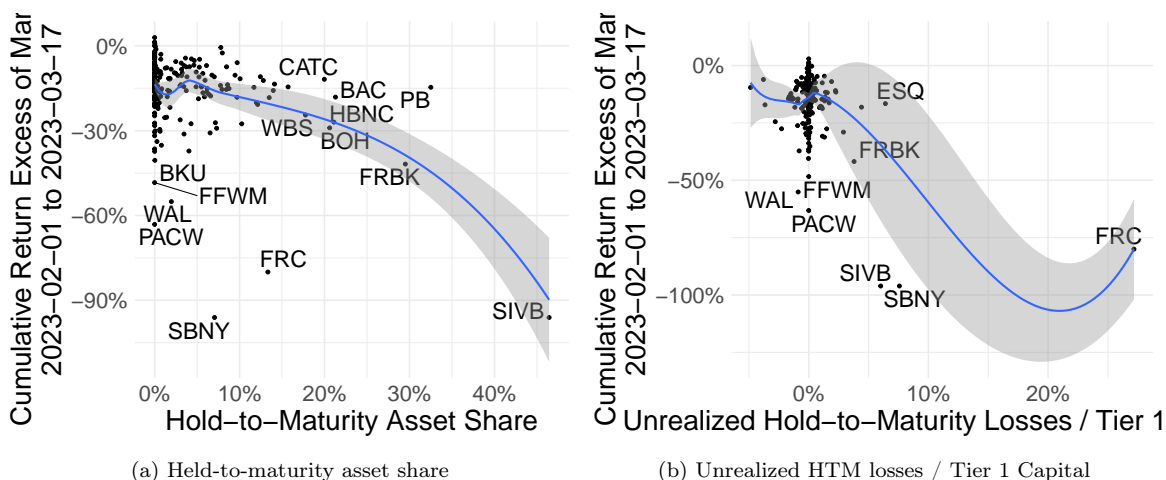 Cumulative Return Excess of Mar
2023−02−01 to 2023−03−17
0%
−30%
−60%
−90%
CATC
BAC
PB
HBNC
WBS
BOH
FRBK
BKU
FFWM
WAL
PACW
FRC
SBNY
SIVB
0% 10% 20% 30% 40%
Hold−to−Maturity Asset Share
(a) Held-to-maturity asset share
Cumulative Return Excess of Mar
2023−02−01 to 2023−03−17
0%
−50%
−100%
ESQ
FRBK
WAL
FFWM
PACW
FRC
SIVB
SBNY
0% 10% 20%
Unrealized Hold−to−Maturity Losses / Tier 1
(b) Unrealized HTM losses / Tier 1 Capital